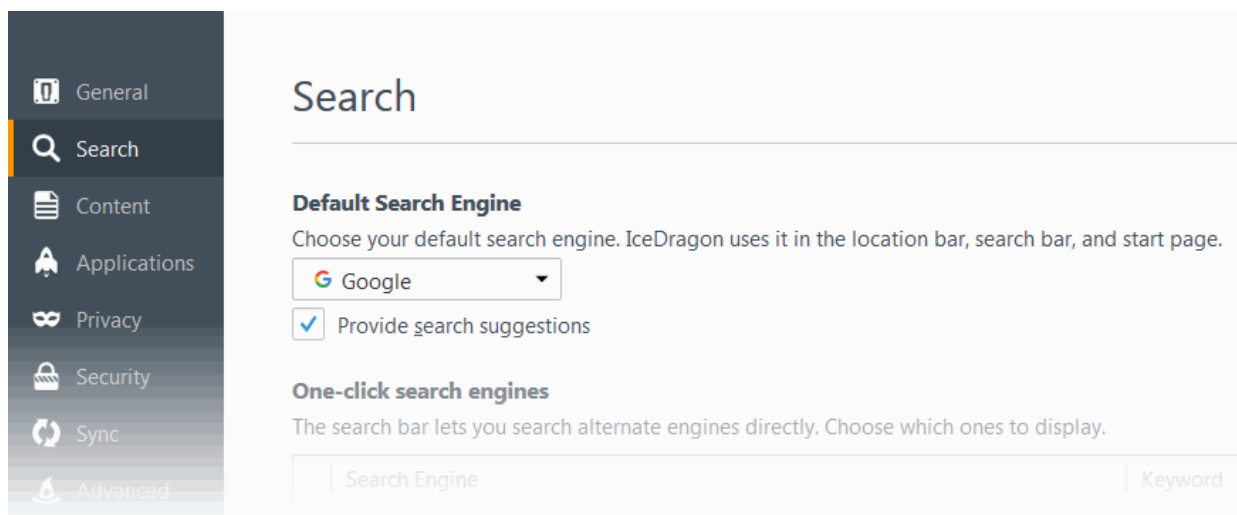 General
Search
Content
Applications
Privacy
Security
Sync
Advanced
Search
Default Search Engine
Choose your default search engine. IceDragon uses it in the location bar, search bar, and start page.
Google
Provide search suggestions
One-click search engines
The search bar lets you search alternate engines directly. Choose which ones to display.
Search Engine Keyword